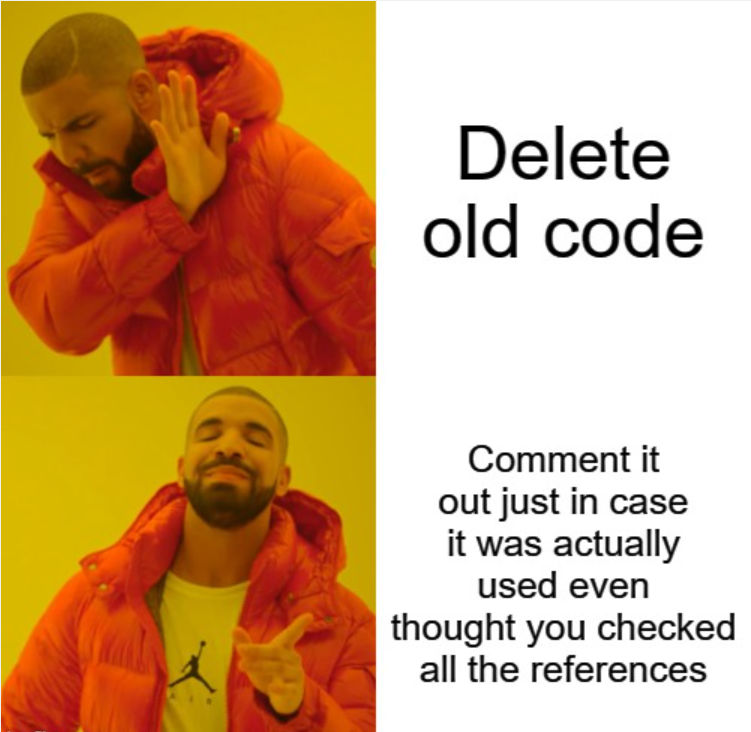 Delete
old code
Comment it
out just in case
it was actually
used even
thought you checked
all the references
AIR